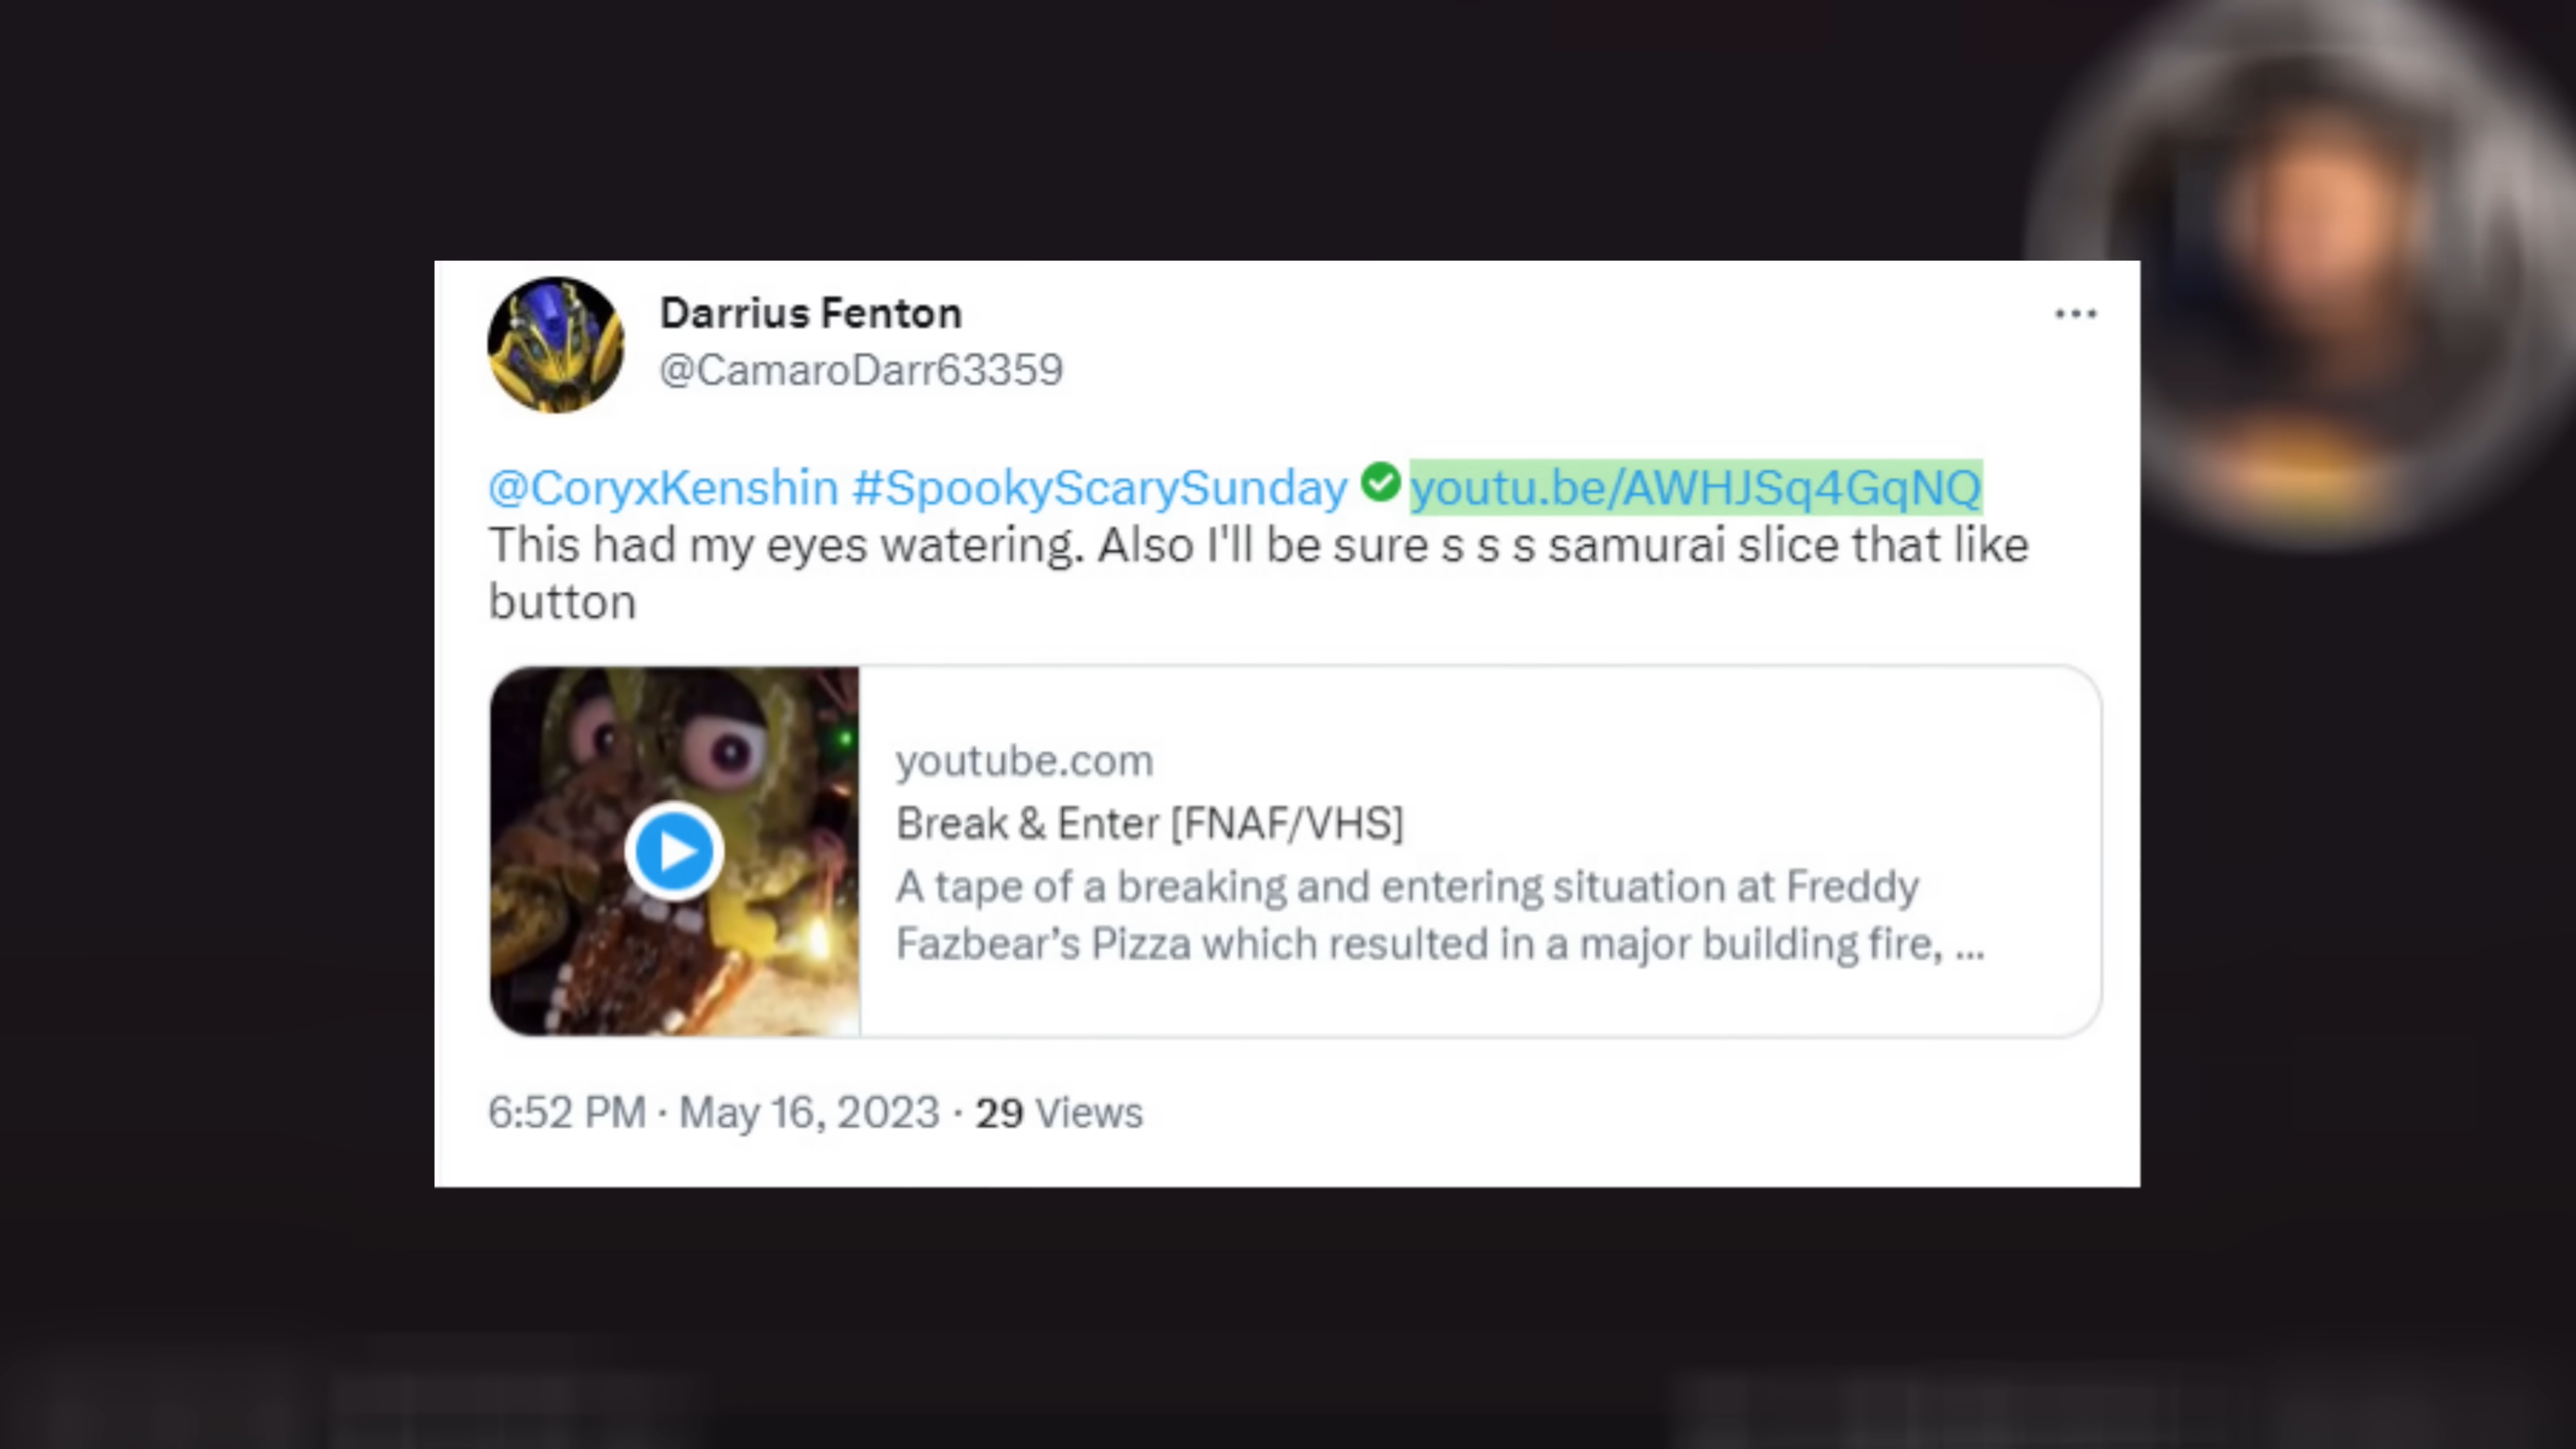 Darrius Fenton
@CamaroDarr63359
@CoryxKenshin #SpookyScarySunday youtu.be/AWHJSq4GqNQ
This had my eyes watering. Also I'll be sure s s s samurai slice that like
button
youtube.com
Break & Enter [FNAF/VHS]
A tape of a breaking and entering situation at Freddy
Fazbear’s Pizza which resulted in a major building fire, ...
6:52 PM · May 16, 2023 · 29 Views